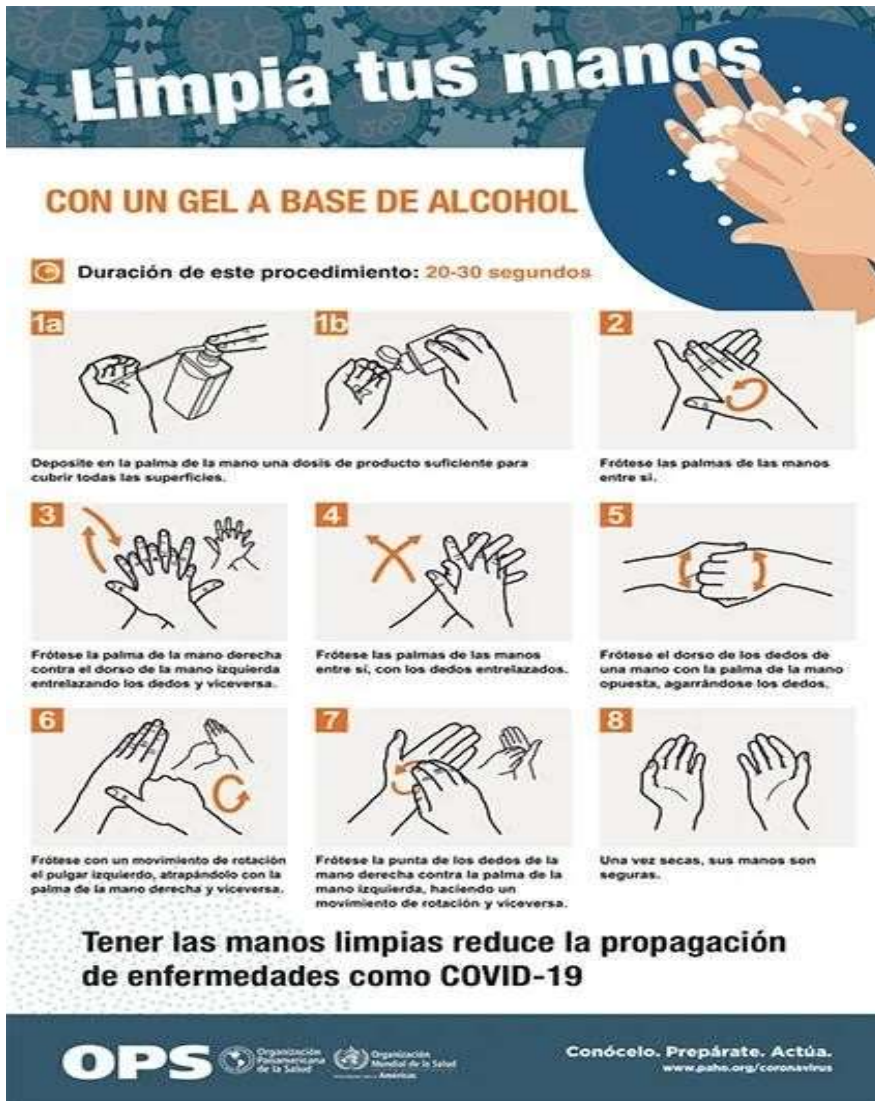 Limpia tus manos
CON UN GEL A BASE DE ALCOHOL
Duración de este procedimiento: 20-30 segundos
1a
1b
Deposite en la palma de la mano una dosis de producto suficiente para
cubrir todas las superficies.
2
Frótese las palmas de las manos
entre sí.
3
Frótese la palma de la mano derecha
contra el dorso de la mano izquierda
entrelazando los dedos y viceversa.
4
Frótese las palmas de las manos
entre sí, con los dedos entrelazados.
5
Frótese el dorso de los dedos de
una mano con la palma de la mano
opuesta, agarrándose los dedos.
6
Frótese con un movimiento de rotación
el pulgar izquierdo, atrapándolo con la
palma de la mano derecha y viceversa.
7
Frótese la punta de los dedos de la
mano derecha contra la palma de la
mano izquierda, haciendo un
movimiento de rotación y viceversa.
8
Una vez secas, sus manos son
seguras.
Tener las manos limpias reduce la propagación
de enfermedades como COVID-19
OPS
Organización
Panamericana
de la Salud
Organización
Mundial de la Salud
Américas
Conócelo. Prepárate. Actúa.
www.paho.org/coronavirus